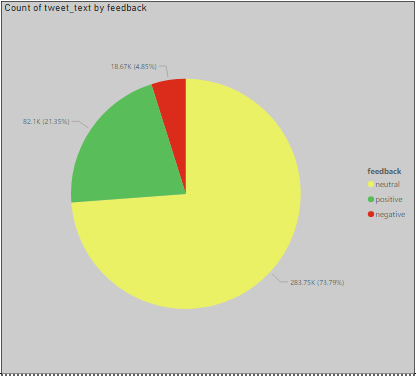 Count of tweet_text by feedback
18.67K (4.85%)
82.1K (21.35%)
feedback
neutral
positive
negative
283.75K (73.79%)